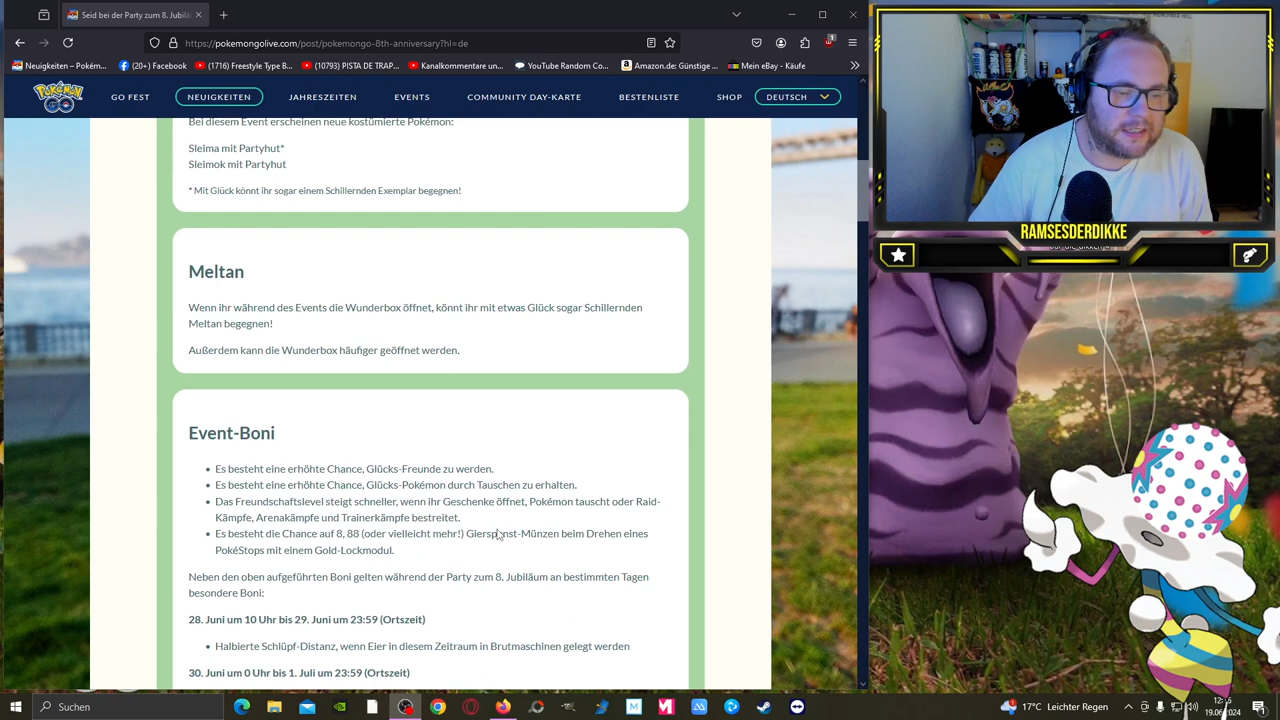 Seid bei der Party zum 8. Jubilä
https://pokemongolive.com/post/pokemongo-8th-anniversary?hl=de
Neuigkeiten – Pokém...
(20+) Facebook
(1716) Freestyle Typ B...
(10793) PISTA DE TRAP...
Kanalkommentare un...
YouTube Random Co...
Amazon.de: Günstige ...
Mein eBay - Käufe
POKÉMON GO
GO FEST
NEUIGKEITEN
JAHRESZEITEN
EVENTS
COMMUNITY DAY-KARTE
BESTENLISTE
SHOP
DEUTSCH
Bei diesem Event erscheinen neue kostümierte Pokémon:
Sleima mit Partyhut*
Sleimok mit Partyhut
* Mit Glück könnt ihr sogar einem Schillernden Exemplar begegnen!
Meltan
Wenn ihr während des Events die Wunderbox öffnet, könnt ihr mit etwas Glück sogar Schillernden
Meltan begegnen!
Außerdem kann die Wunderbox häufiger geöffnet werden.
Event-Boni
• Es besteht eine erhöhte Chance, Glücks-Freunde zu werden.
• Es besteht eine erhöhte Chance, Glücks-Pokémon durch Tauschen zu erhalten.
• Das Freundschaftslevel steigt schneller, wenn ihr Geschenke öffnet, Pokémon tauscht oder Raid-
Kämpfe, Arenakämpfe und Trainerkämpfe bestreitet.
• Es besteht die Chance auf 8, 88 (oder vielleicht mehr!) Gierspenst-Münzen beim Drehen eines
PokéStops mit einem Gold-Lockmodul.
Neben den oben aufgeführten Boni gelten während der Party zum 8. Jubiläum an bestimmten Tagen
besondere Boni:
28. Juni um 10 Uhr bis 29. Juni um 23:59 (Ortszeit)
• Halbierte Schlüpf-Distanz, wenn Eier in diesem Zeitraum in Brutmaschinen gelegt werden
30. Juni um 0 Uhr bis 1. Juli um 23:59 (Ortszeit)
RAMSESDERDIKKE
Suchen
17°C Leichter Regen